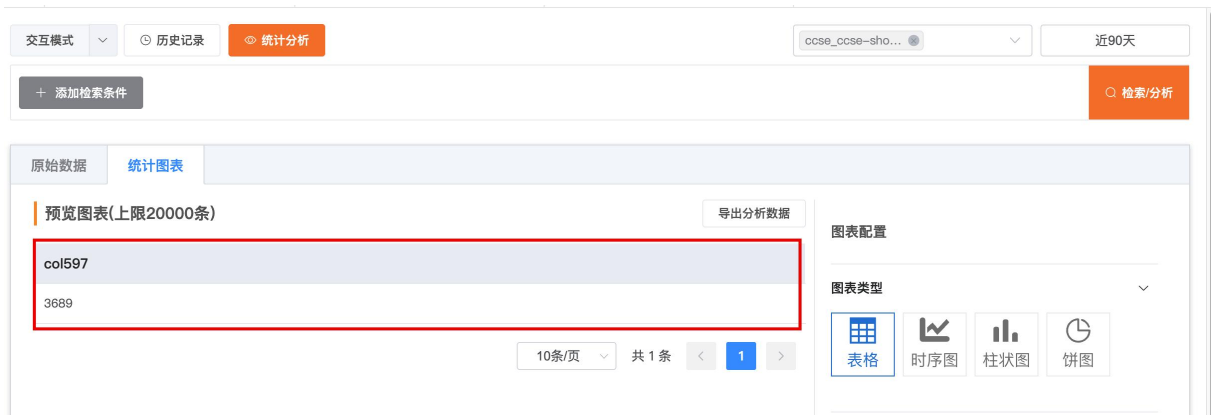 交互模式 历史记录 统计分析 ccse_ccse-sho... 近90天
+ 添加检索条件 检索/分析
原始数据 统计图表
预览图表(上限20000条) 导出分析数据
图表配置
col597
图表类型
3689
表格 时序图 柱状图 饼图
10条/页 共 1 条 < 1 >